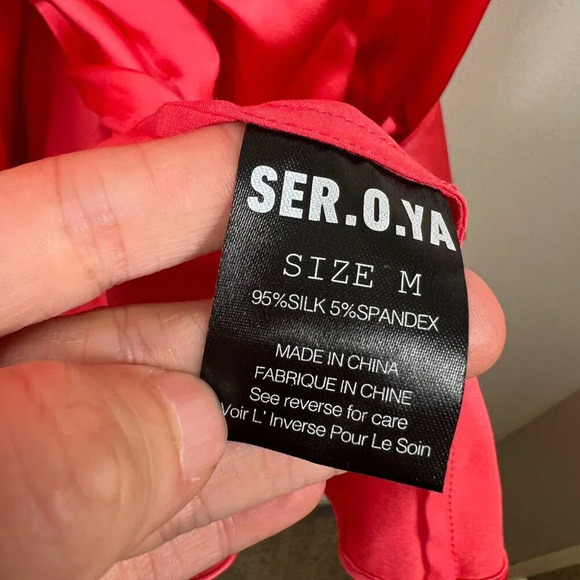 SER.O.YA
SIZE M
95%SILK 5%SPANDEX
MADE IN CHINA
FABRIQUE IN CHINE
See reverse for care
Voir L' Inverse Pour Le Soin